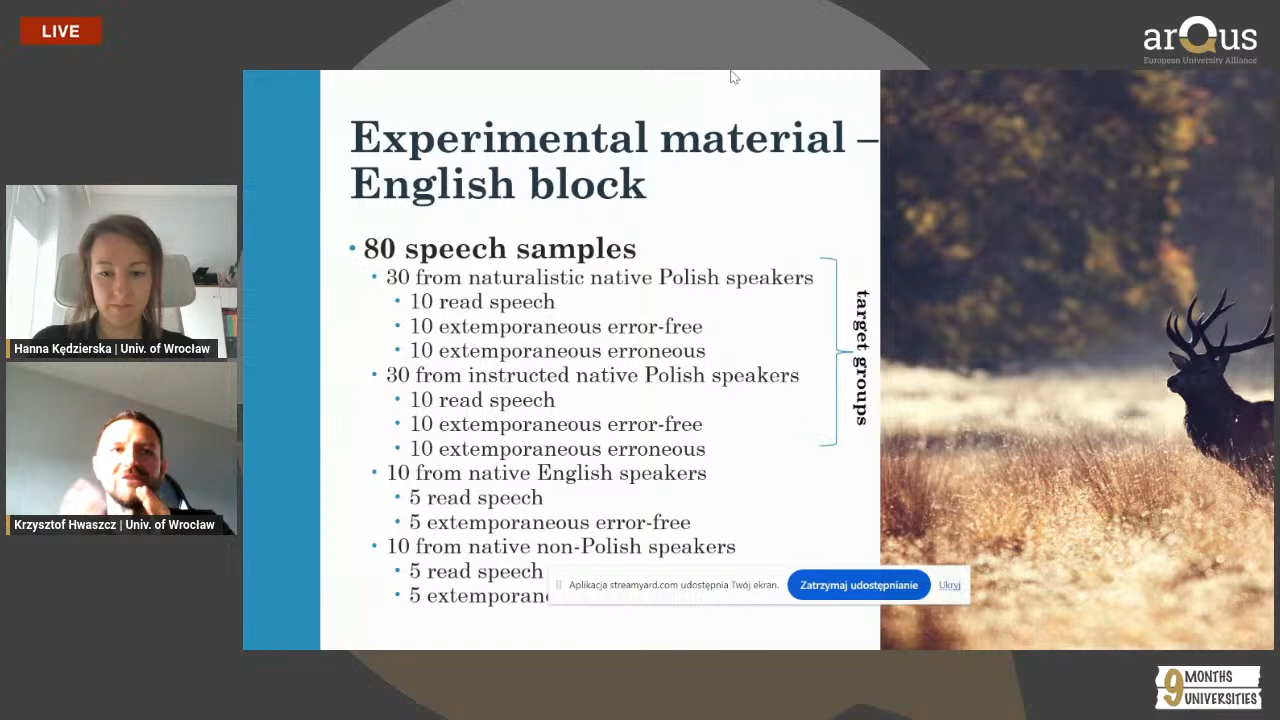 LIVE
arQus
European University Alliance
Experimental material –
English block
• 80 speech samples
• 30 from naturalistic native Polish speakers
• 10 read speech
• 10 extemporaneous error-free
• 10 extemporaneous erroneous
• 30 from instructed native Polish speakers
• 10 read speech
• 10 extemporaneous error-free
• 10 extemporaneous erroneous
• 10 from native English speakers
• 5 read speech
• 5 extemporaneous error-free
• 10 from native non-Polish speakers
• 5 read speech
• 5 extemporane
target groups
Aplikacja streamyard.com udostępnia Twój ekran.
Zatrzymaj udostępnianie
Ukryj
Hanna Kędzierska | Univ. of Wrocław
Krzysztof Hwaszcz | Univ. of Wrocław
9 MONTHS
UNIVERSITIES